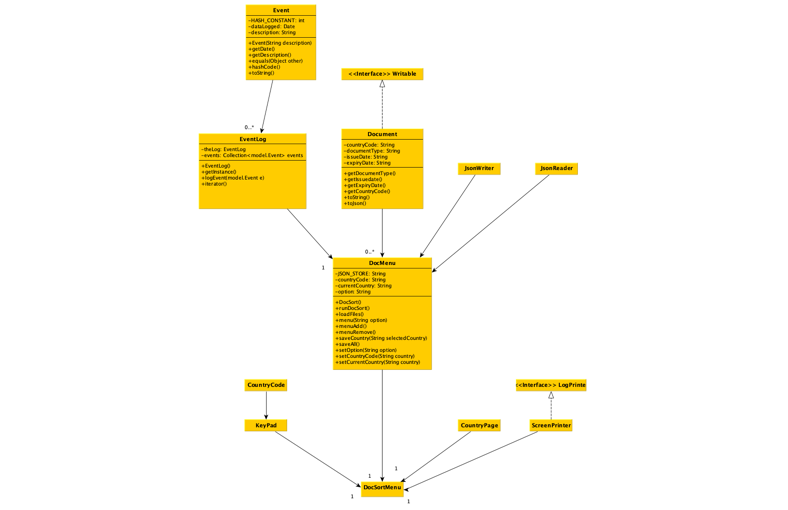 Event
-HASH_CONSTANT: int
-dataLogged: Date
-description: String
+Event(String description)
+getDate()
+getDescription()
+equals(Object other)
+hashCode()
+toString()
<<Interface>> Writable
0..*
EventLog
-theLog: EventLog
-events: Collection<model.Event> events
+EventLog()
+getInstance()
+logEvent(model.Event e)
+iterator()
Document
-countryCode: String
-documentType: String
-issueDate: String
-expiryDate: String
+getDocumentType()
+getIssuedate()
+getExpiryDate()
+getCountryCode()
+toString()
+toJson()
JsonWriter
JsonReader
0..*
1
DocMenu
-JSON_STORE: String
-countryCode: String
-currentCountry: String
-option: String
+DocSort()
+runDocSort()
+loadFiles()
+menu(String option)
+menuAdd()
+menuRemove()
+saveCountry(String selectedCountry)
+saveAll()
+setOption(String option)
+setCountryCode(String country)
+setCurrentCountry(String country)
CountryCode
<<Interface>> LogPrinte
KeyPad
CountryPage
ScreenPrinter
1
1
DocSortMenu
1
1